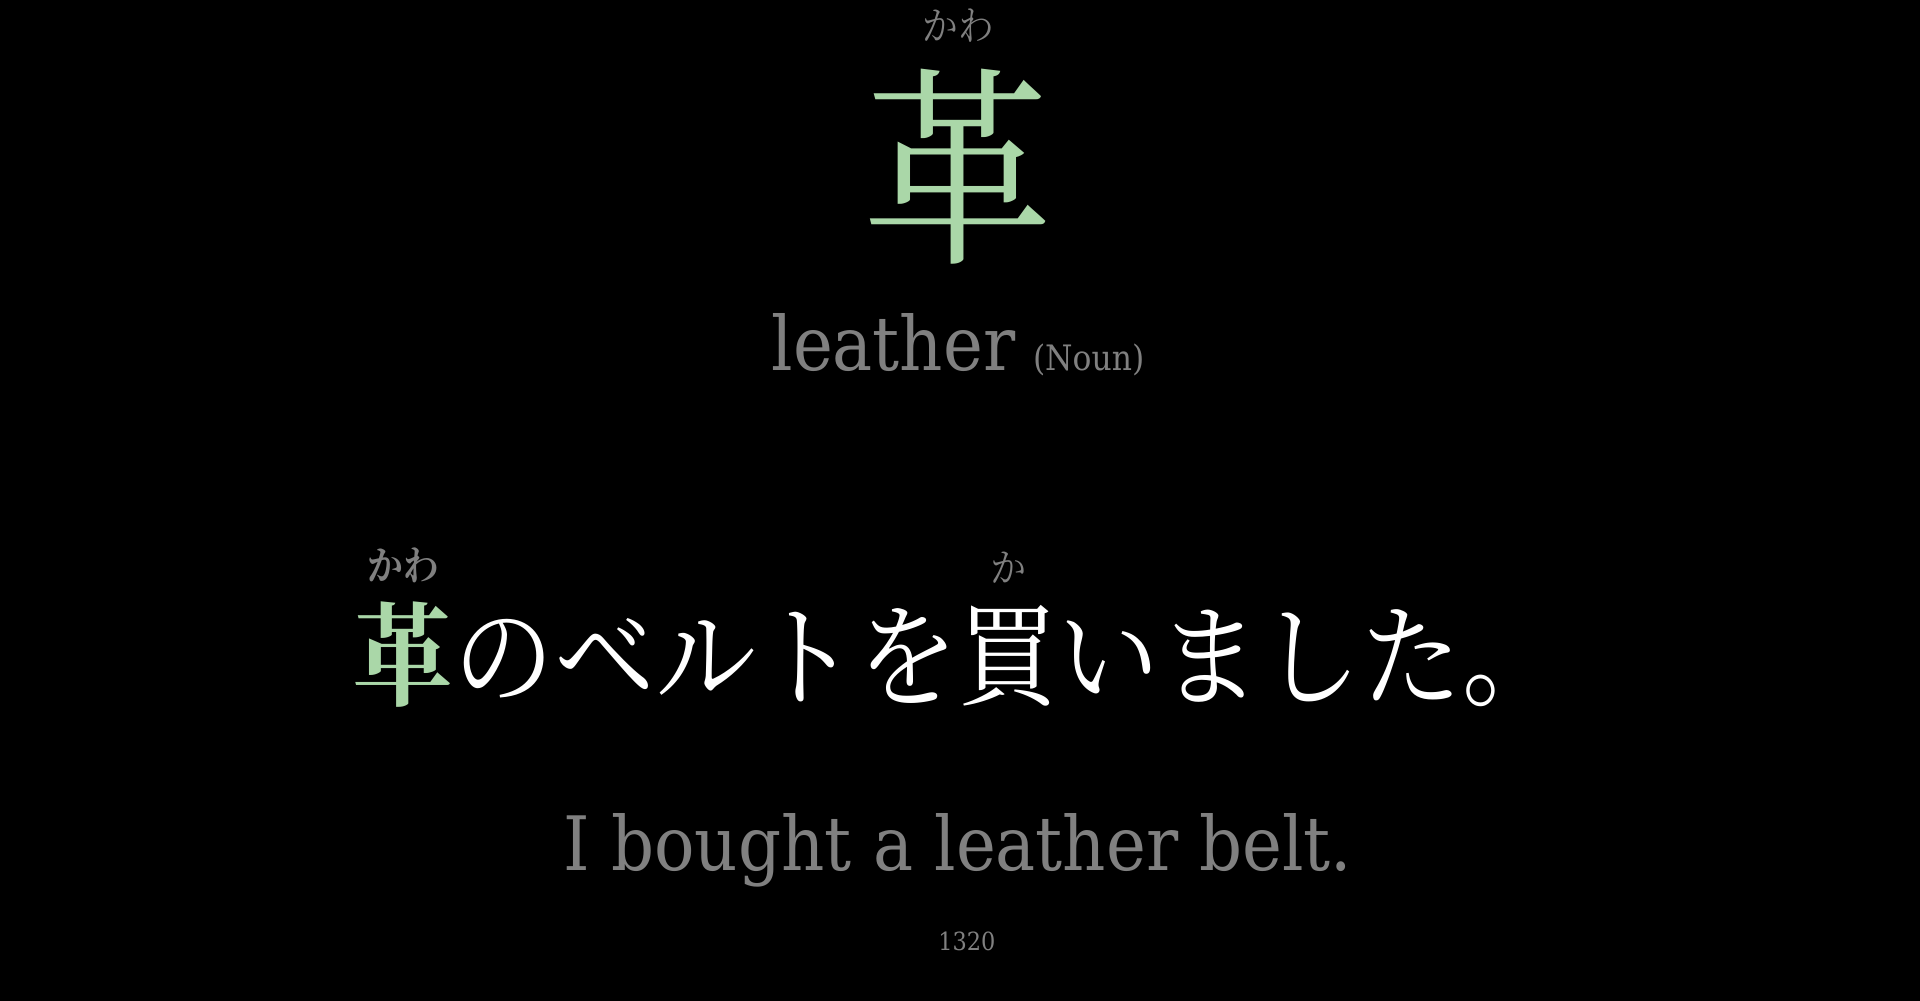 かわ
革
leather (Noun)
かわ か
革のベルトを買いました。
I bought a leather belt.
1320